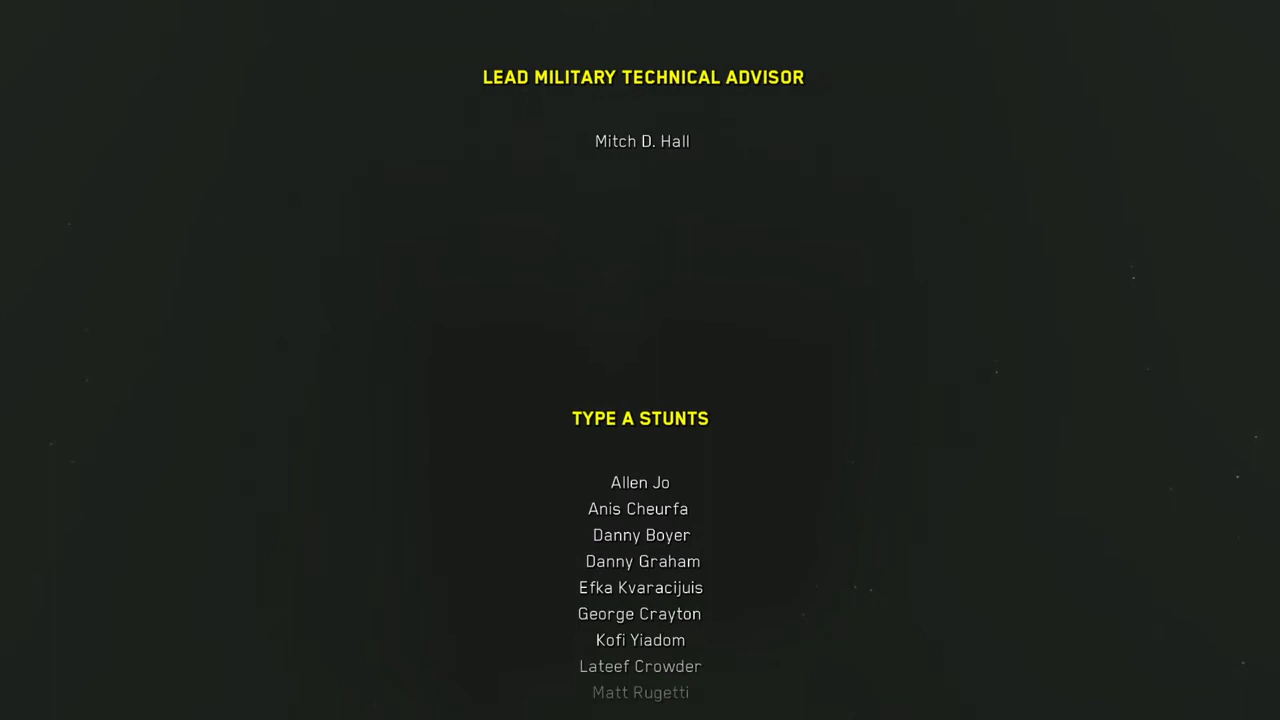 LEAD MILITARY TECHNICAL ADVISOR
Mitch D. Hall
TYPE A STUNTS
Allen Jo
Anis Cheurfa
Danny Boyer
Danny Graham
Efka Kvaracijuis
George Crayton
Kofi Yiadom
Lateef Crowder
Matt Rugetti